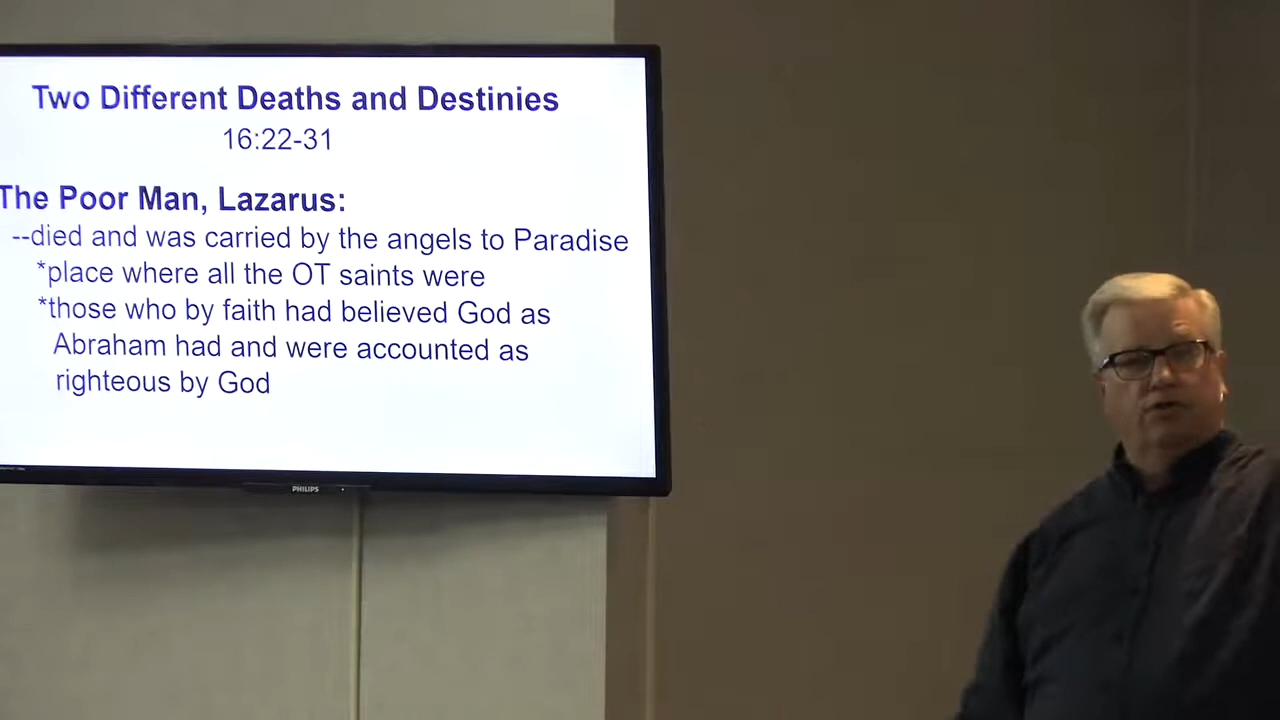 Two Different Deaths and Destinies
16:22-31
The Poor Man, Lazarus:
--died and was carried by the angels to Paradise
*place where all the OT saints were
*those who by faith had believed God as
Abraham had and were accounted as
righteous by God
PHILIPS